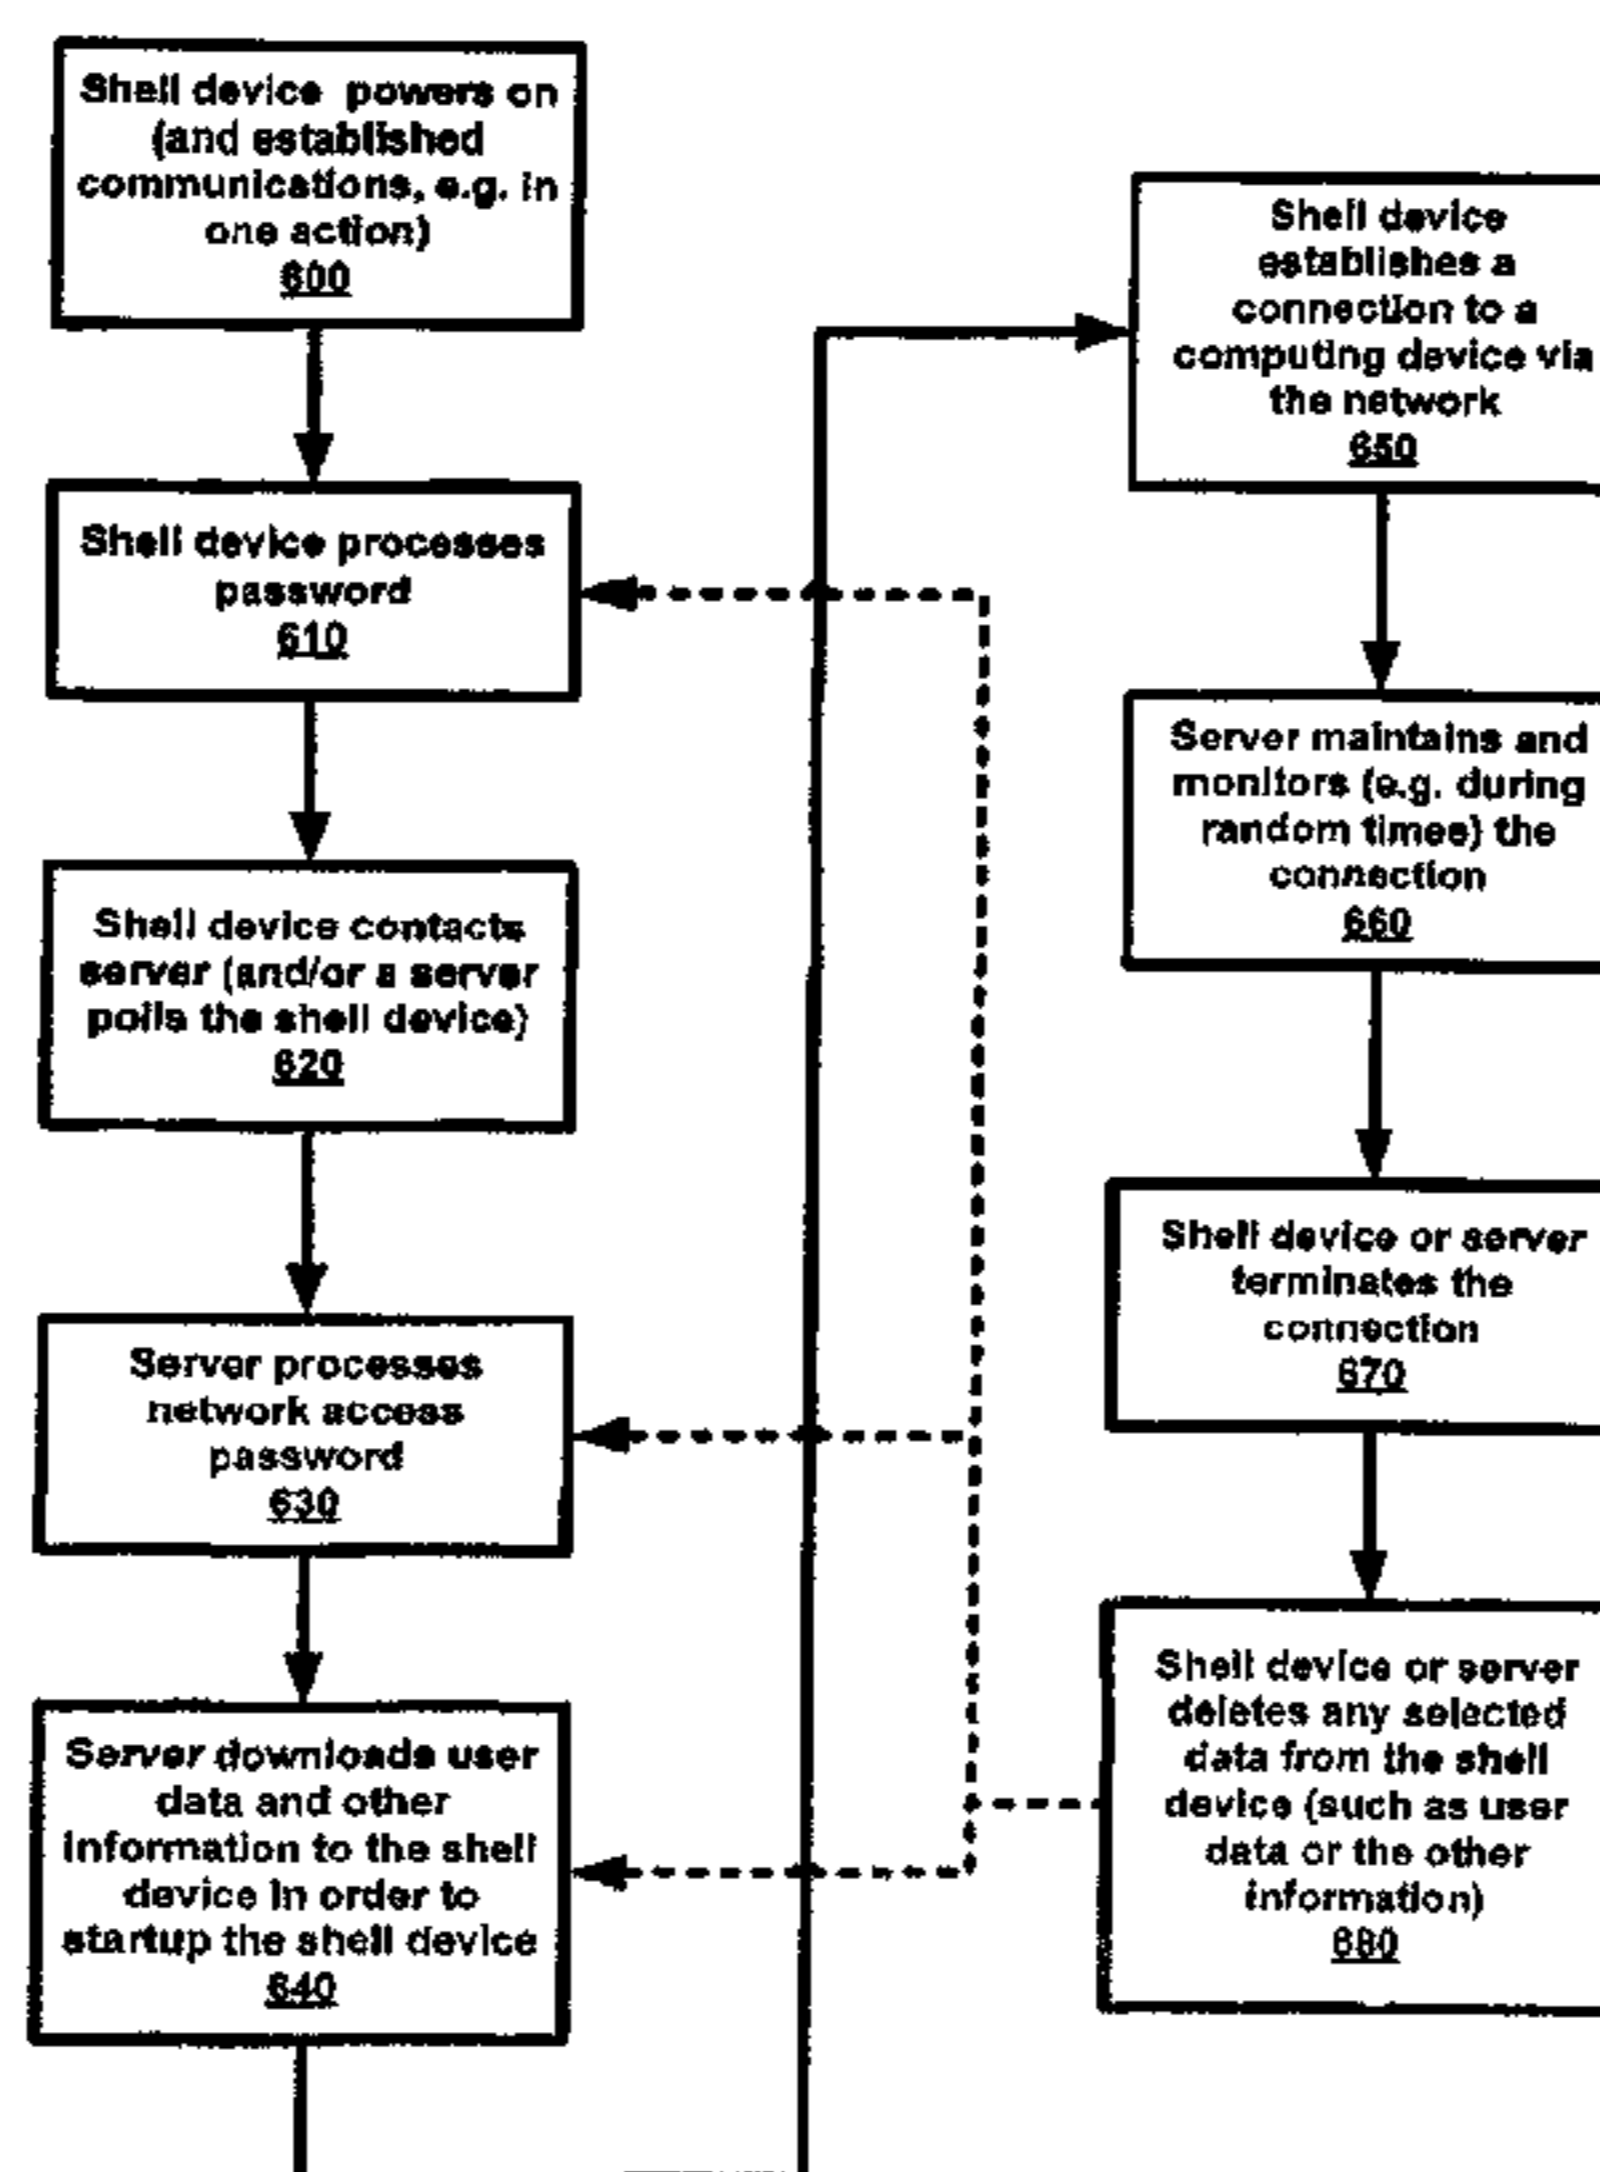 Shell device powers on
(and established
communications, e.g. in
one action)
600
Shell device processes
password
610
Shell device contacts
server (and/or a server
polls the shell device)
620
Server processes
network access
password
630
Server downloads user
data and other
information to the shell
device in order to
startup the shell device
640
Shell device
establishes a
connection to a
computing device via
the network
650
Server maintains and
monitors (e.g. during
random times) the
connection
660
Shell device or server
terminates the
connection
670
Shell device or server
deletes any selected
data from the shell
device (such as user
data or the other
information)
680